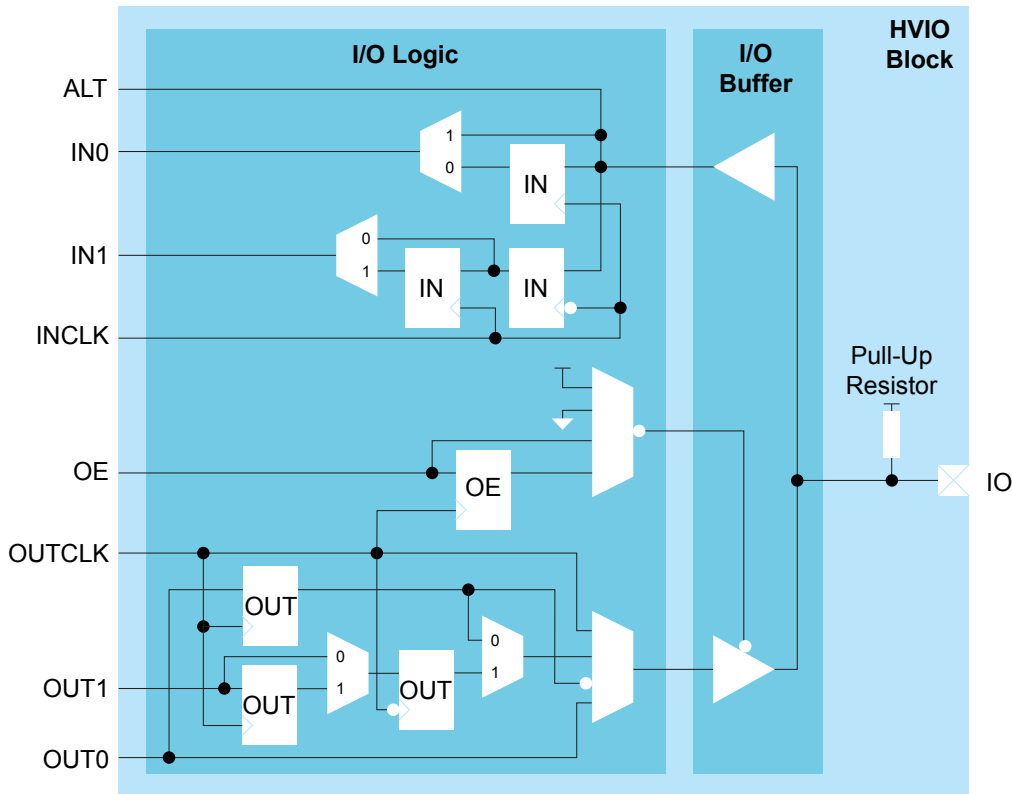 HVIO
Block
I/O Logic
I/O
Buffer
ALT
1
IN0
0
IN
0
IN1
1
IN
IN
INCLK
Pull-Up
Resistor
OE
OE
IO
OUTCLK
OUT
0
0
1
1
OUT1
OUT
OUT
OUT0